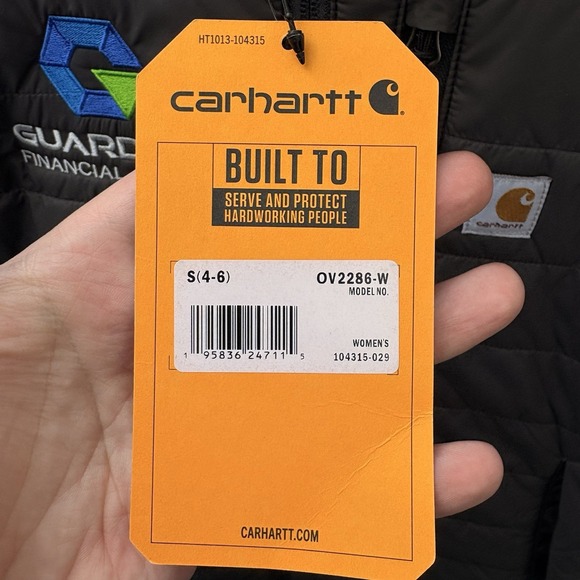 HT1013-104315
carhartt
BUILT TO
SERVE AND PROTECT
HARDWORKING PEOPLE
S(4-6) OV2286-W
MODEL NO.
WOMEN'S
1 95836 24711 5
104315-029
CARHARTT.COM
GUARD
FINANCIAL
carhartt